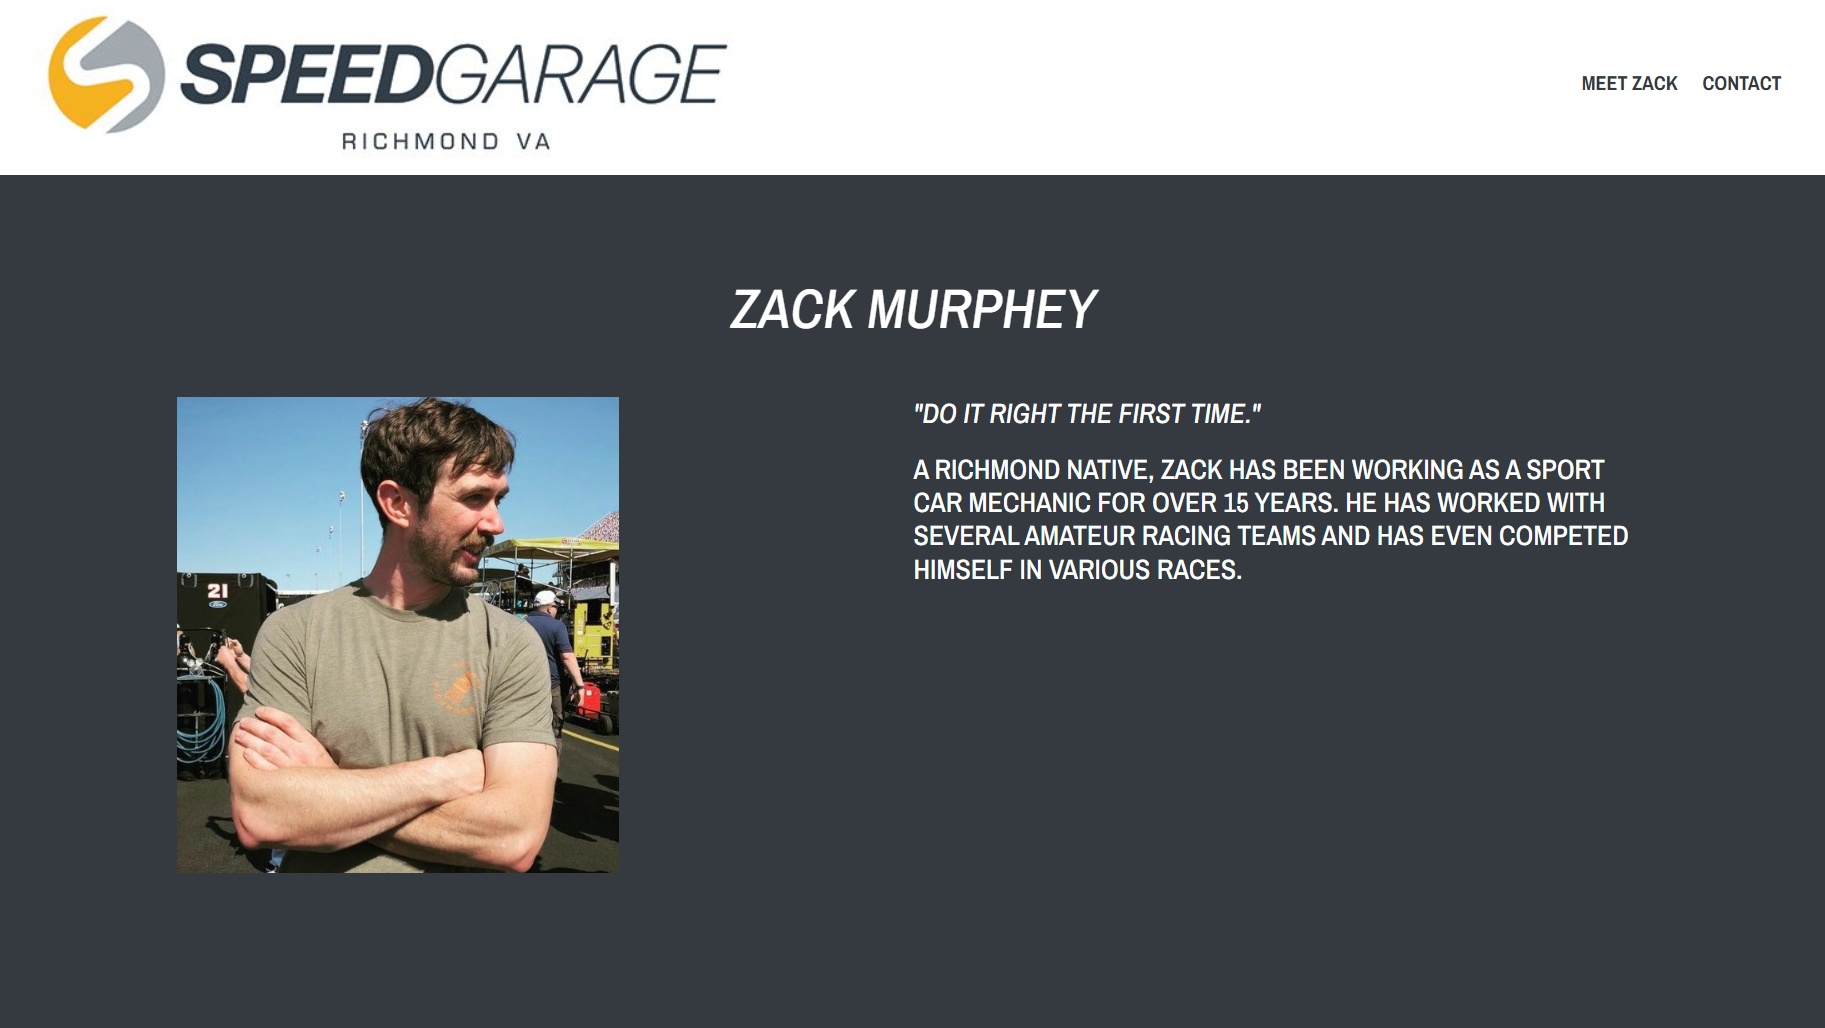 SPEEDGARAGE
RICHMOND VA
MEET ZACK CONTACT
ZACK MURPHEY
"DO IT RIGHT THE FIRST TIME."
A RICHMOND NATIVE, ZACK HAS BEEN WORKING AS A SPORT
CAR MECHANIC FOR OVER 15 YEARS. HE HAS WORKED WITH
SEVERAL AMATEUR RACING TEAMS AND HAS EVEN COMPETED
HIMSELF IN VARIOUS RACES.
21
Ford